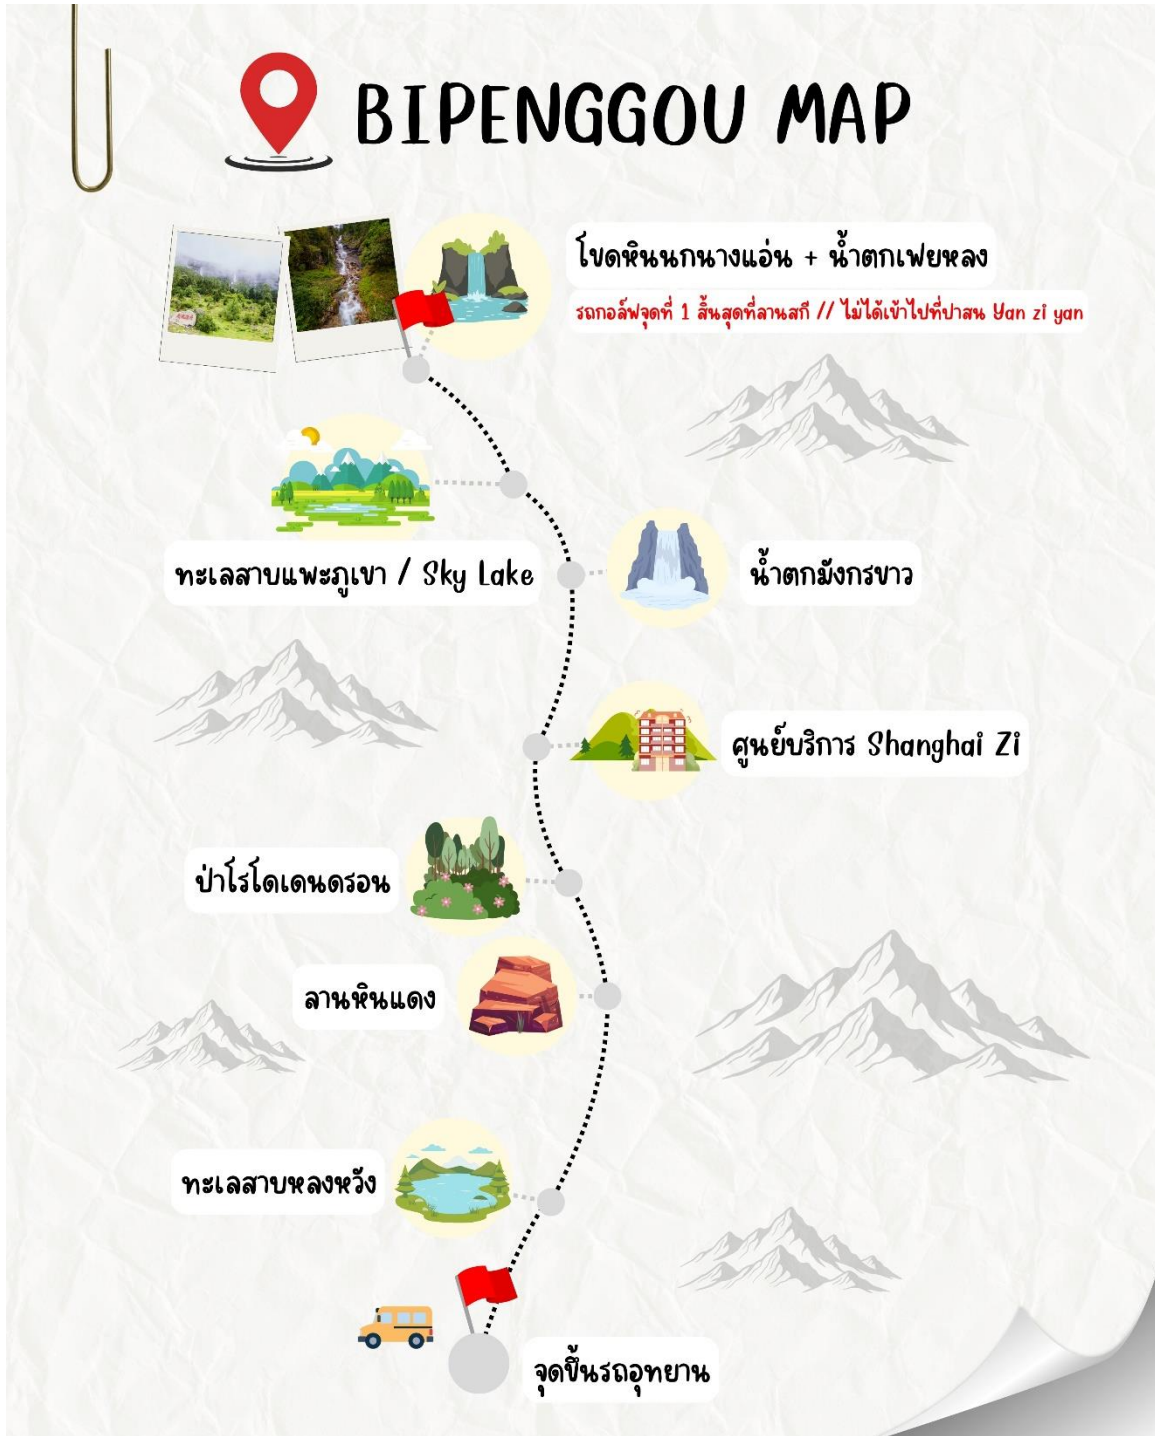 BIPENGGOU MAP
โขดหินนกนางแอ่น + น้ำตกเฟยหลง
รถกอล์ฟจุดที่ 1 สิ้นสุดที่ลานสกี // ไม่ได้เข้าไปที่ปาสน Yan zi yan
ทะเลสาบแพะภูเขา / Sky Lake
น้ำตกมังกรขาว
ศูนย์บริการ Shanghai Zi
ป่าโรโดเดนดรอน
ลานหินแดง
ทะเลสาบหลงหวัง
จุดขึ้นรถอุทยาน